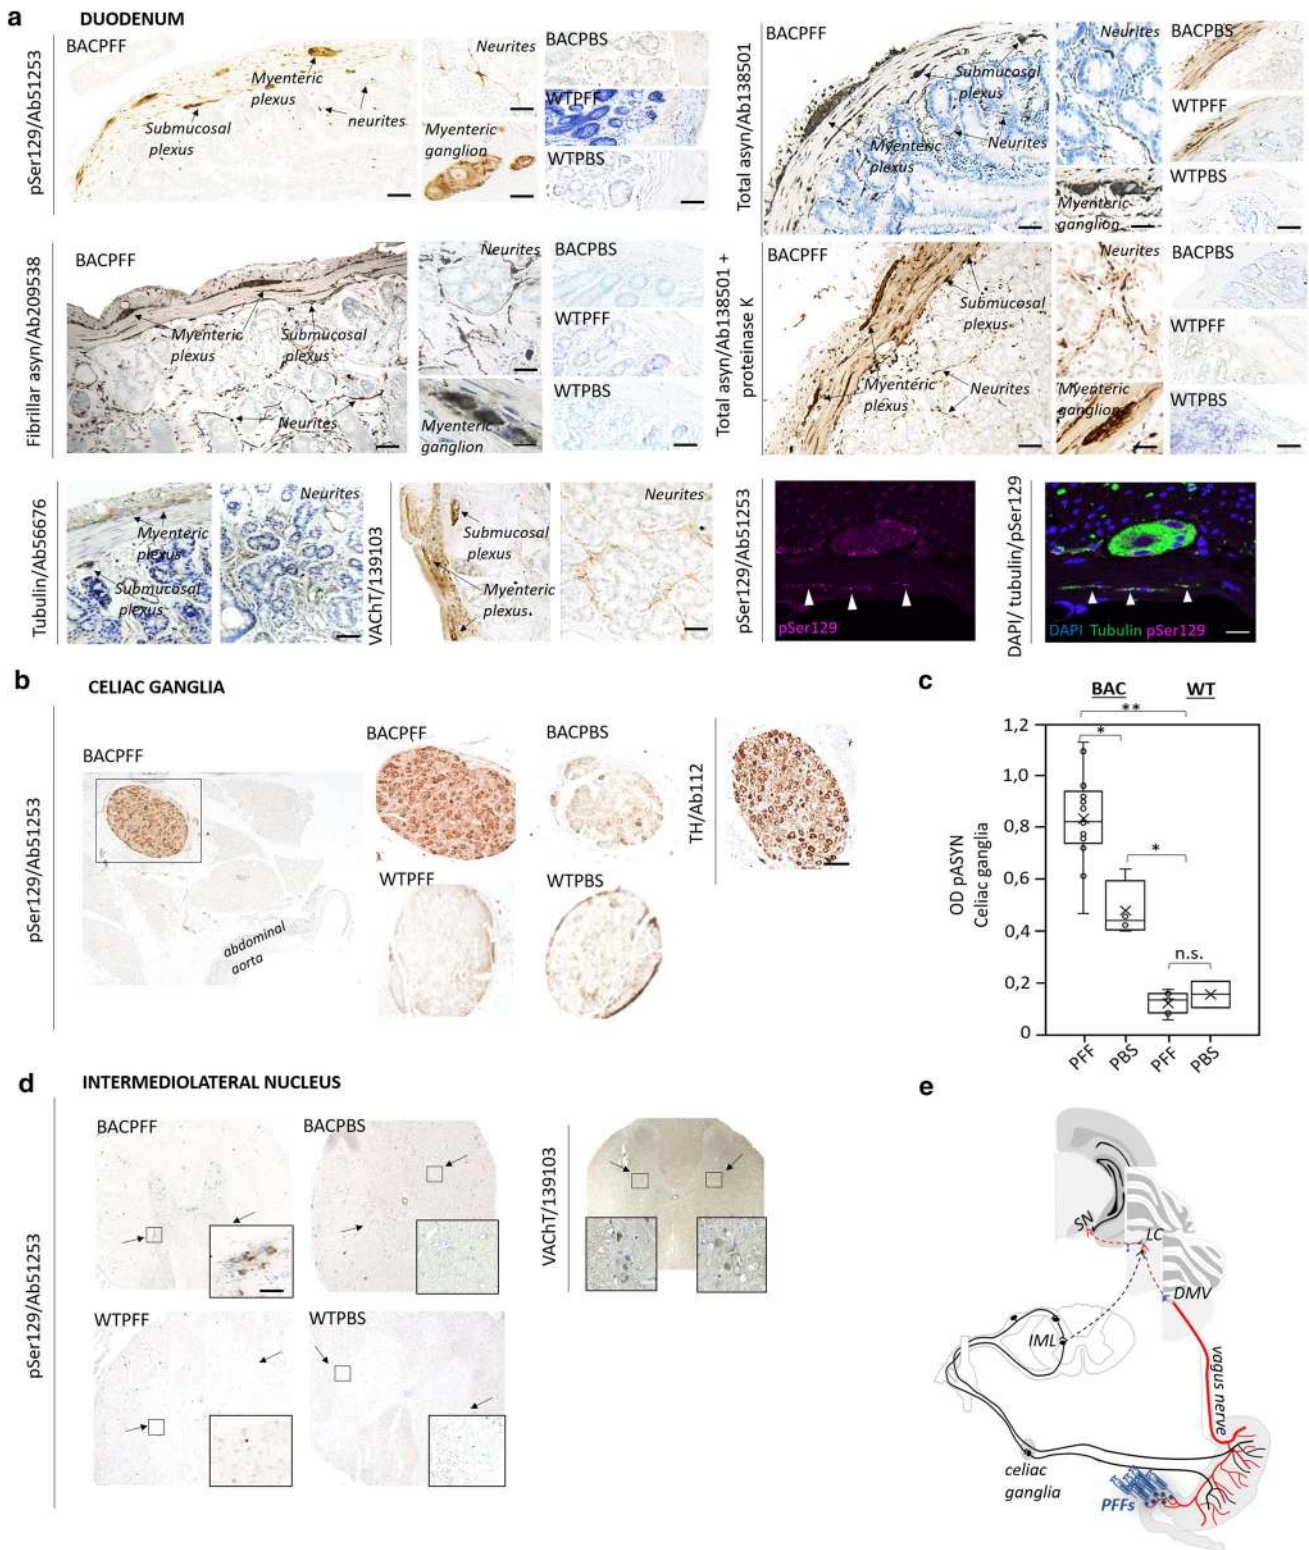 a
DUODENUM
pSer129/Ab51253
BACPFF
Myenteric
plexus
Submucosal
plexus
neurites
Neurites
Myenteric
ganglion
BACPBS
WTPFF
WTPBS
Total asyn/Ab138501
BACPFF
Submucosal
plexus
Myenteric
plexus
Neurites
Neurites
Myenteric
ganglion
BACPBS
WTPFF
WTPBS
Fibrillar asyn/Ab209538
BACPFF
Myenteric
plexus
Submucosal
plexus
Neurites
Neurites
Myenteric
ganglion
BACPBS
WTPFF
WTPBS
Total asyn/Ab138501 +
proteinase K
BACPFF
Submucosal
plexus
Myenteric
plexus
Neurites
Neurites
Myenteric
ganglion
BACPBS
WTPFF
WTPBS
Tubulin/Ab56676
Myenteric
plexus
Submucosal
plexus
Neurites
VAChT/139103
Submucosal
plexus
Myenteric
plexus
Neurites
pSer129/Ab51253
pSer129
DAPI/ tubulin/pSer129
DAPI Tubulin pSer129
b
CELIAC GANGLIA
pSer129/Ab51253
BACPFF
abdominal
aorta
BACPFF
BACPBS
WTPFF
WTPBS
TH/Ab112
c
BAC WT
**
*
*
n.s.
OD pASYN
Celiac ganglia
1,2
1,0
0,8
0,6
0,4
0,2
0
PFF PBS PFF PBS
d
INTERMEDIOLATERAL NUCLEUS
pSer129/Ab51253
BACPFF
BACPBS
WTPFF
WTPBS
VAChT/139103
e
SN
LC
DMV
IML
vagus nerve
celiac
ganglia
PFFs